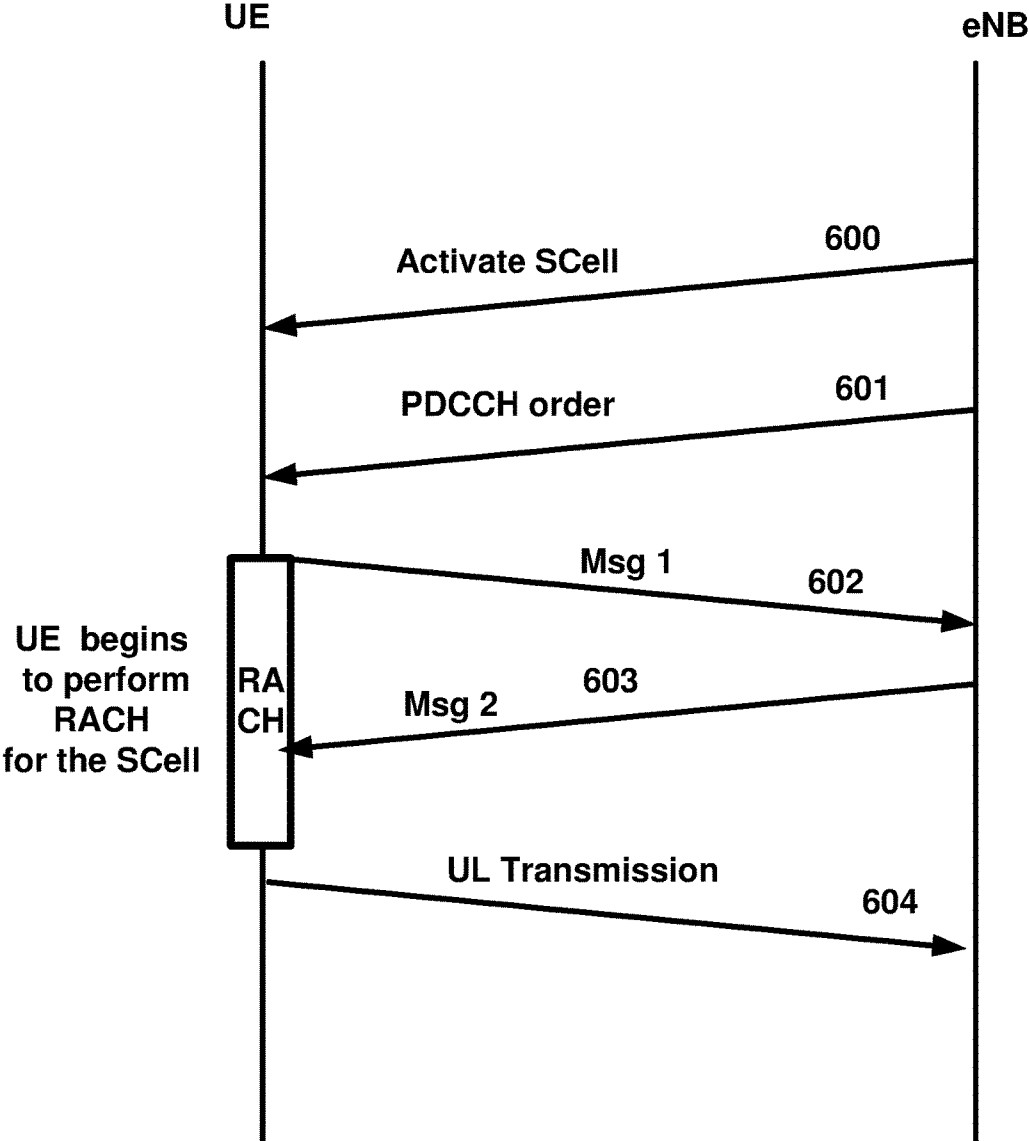 UE
eNB
600
Activate SCell
601
PDCCH order
Msg 1
602
UE begins
to perform
RACH
for the SCell
RA
CH
603
Msg 2
UL Transmission
604